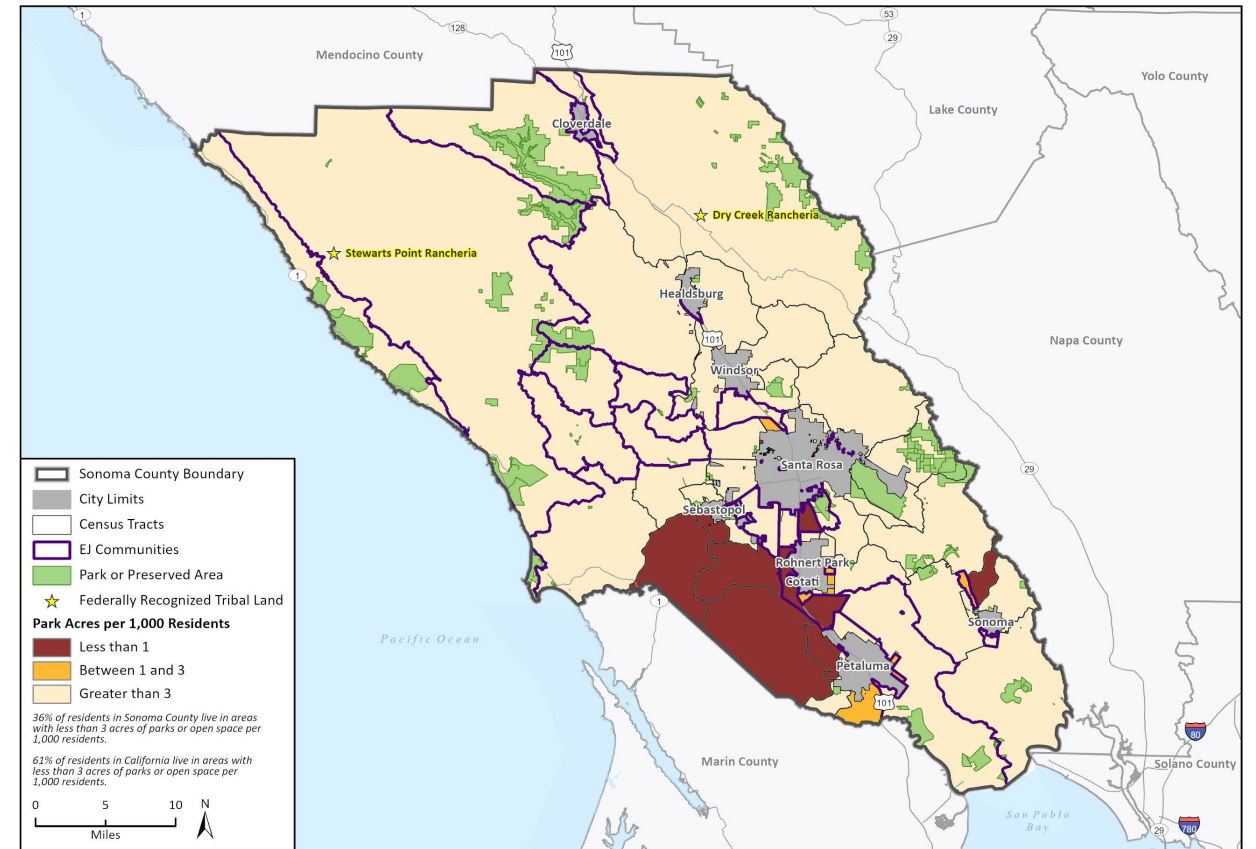 1
128
101
53
29
Mendocino County
Yolo County
Lake County
Cloverdale
Dry Creek Rancheria
Stewarts Point Rancheria
1
Healdsburg
101
Napa County
Windsor
Santa Rosa
29
Sebastopol
Rohnert Park
Cotati
1
Sonoma
Pacific Ocean
Petaluma
101
80
Marin County
Solano County
San Pablo
Bay
29
780
Sonoma County Boundary
City Limits
Census Tracts
EJ Communities
Park or Preserved Area
Federally Recognized Tribal Land
Park Acres per 1,000 Residents
Less than 1
Between 1 and 3
Greater than 3
36% of residents in Sonoma County live in areas
with less than 3 acres of parks or open space per
1,000 residents.
61% of residents in California live in areas with
less than 3 acres of parks or open space per
1,000 residents.
0 5 10 N
Miles